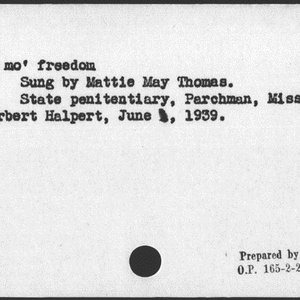 mo' freedom
Sung by Mattie May Thomas.
State penitentiary, Parchman, Miss
rbert Halpert, June , 1939.
Prepared by
O.P. 165-2-2